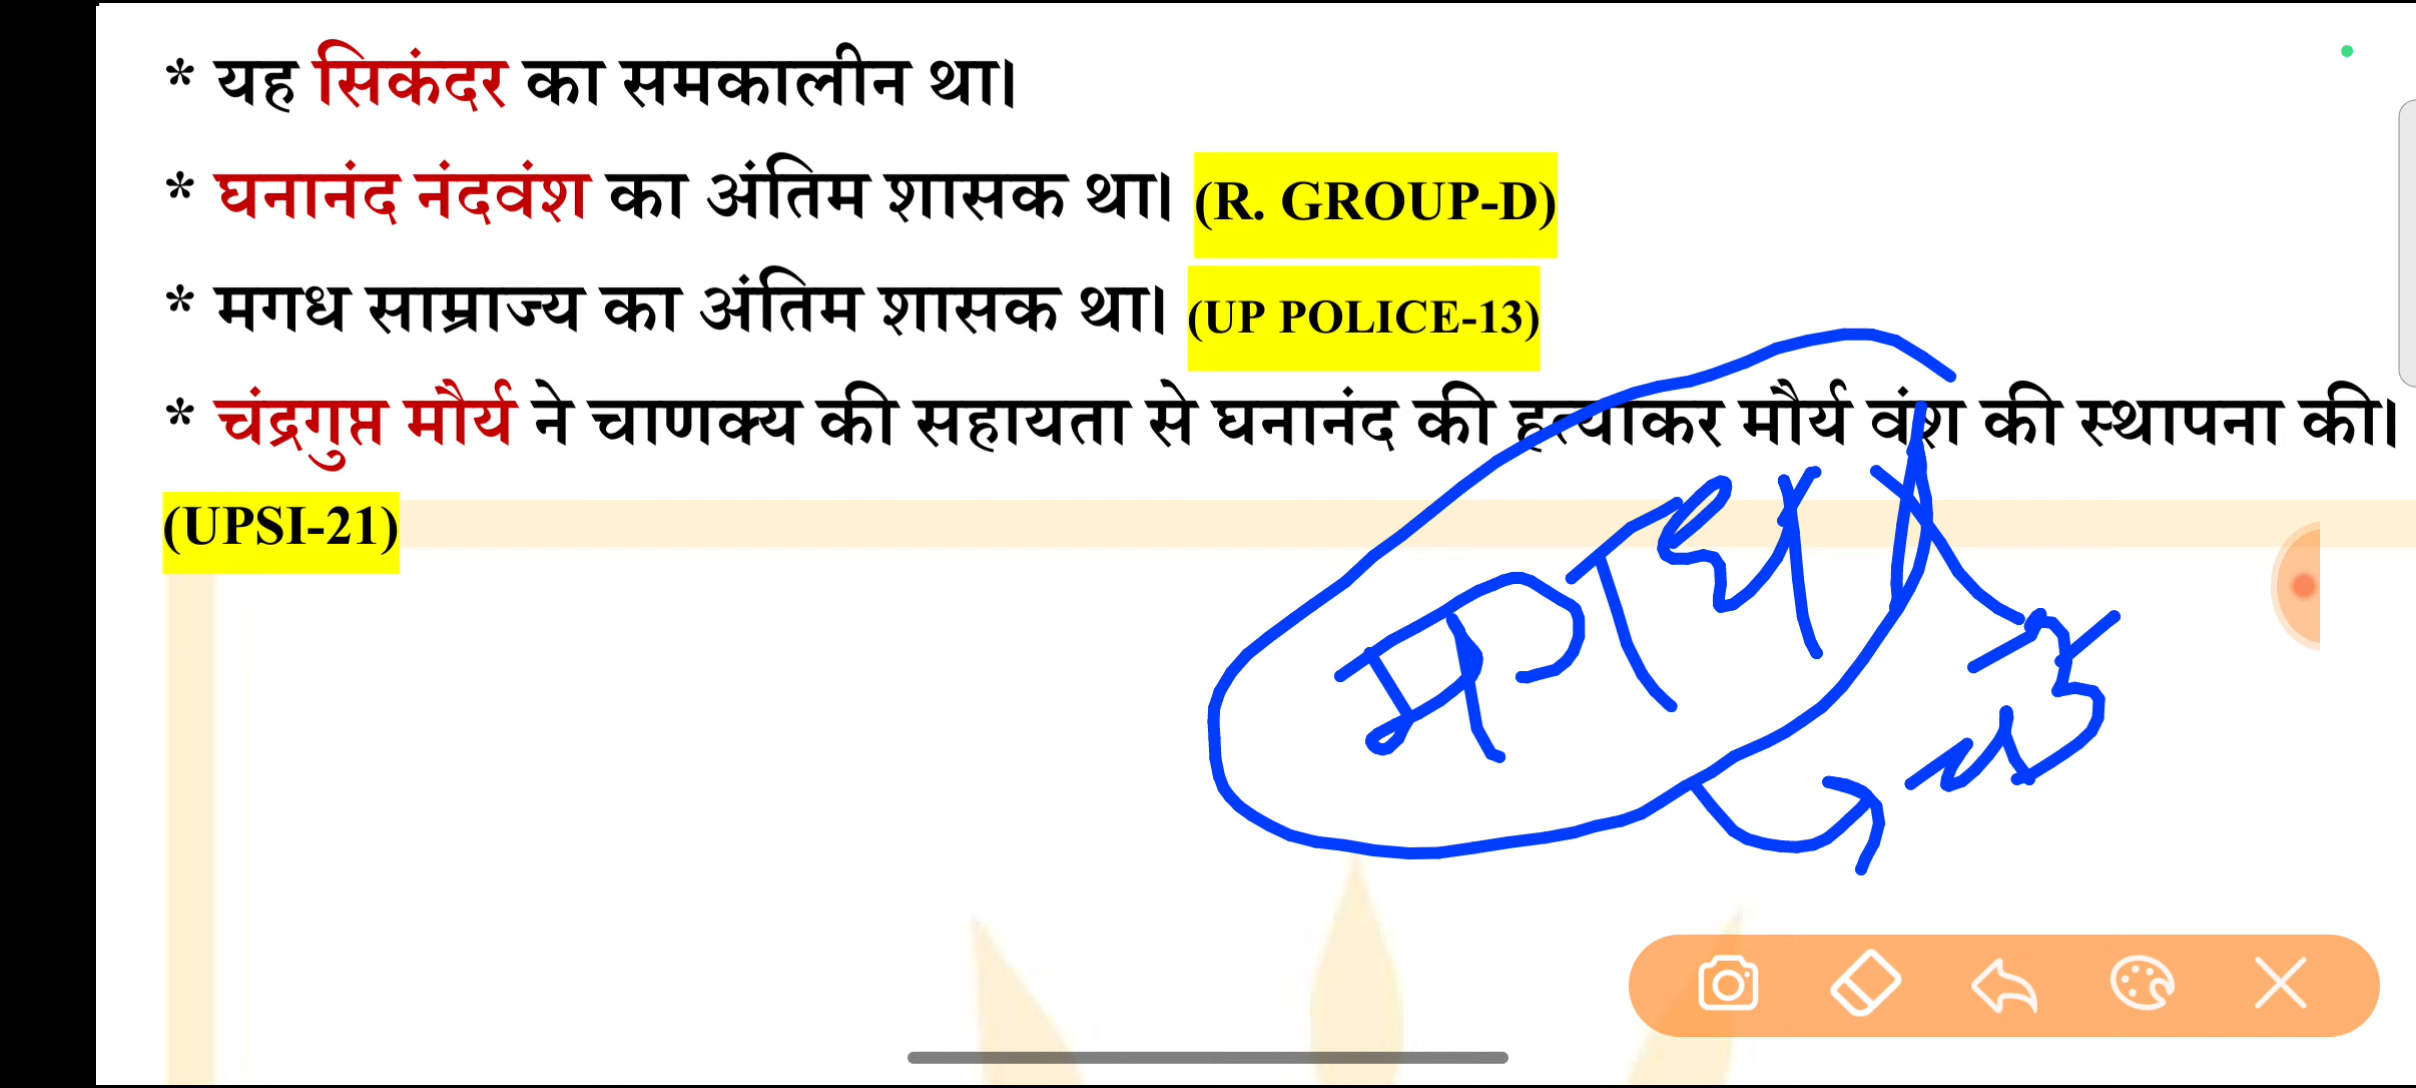 * यह सिकंदर का समकालीन था।
* घनानंद नंदवंश का अंतिम शासक था। (R. GROUP-D)
* मगध साम्राज्य का अंतिम शासक था। (UP POLICE-13)
* चंद्रगुप्त मौर्य ने चाणक्य की सहायता से घनानंद की हत्याकर मौर्य वंश की स्थापना की।
(UPSI-21)
मगध